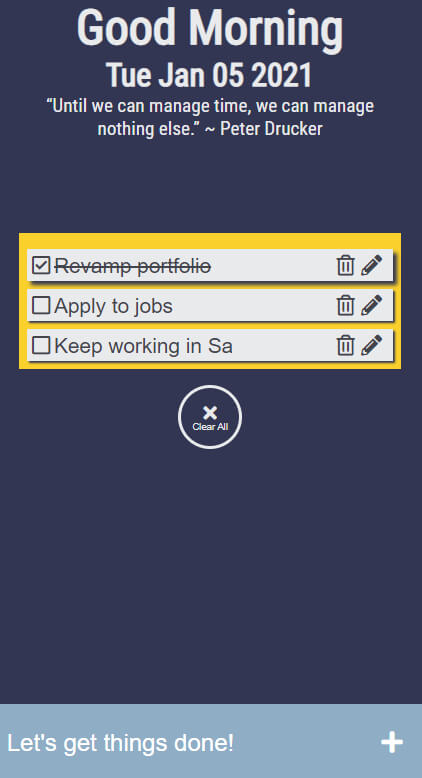 Good Morning
Tue Jan 05 2021
“Until we can manage time, we can manage
nothing else.” ~ Peter Drucker
Revamp portfolio
Apply to jobs
Keep working in Sa
Clear All
Let's get things done!